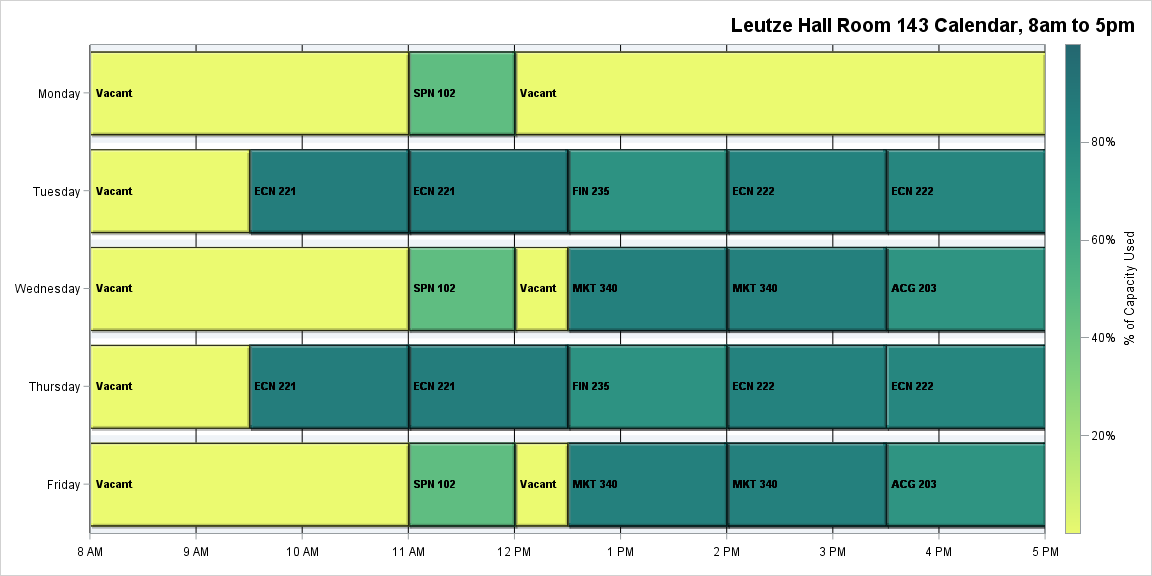 Leutze Hall Room 143 Calendar, 8am to 5pm
Monday
Vacant
SPN 102
Vacant
Tuesday
Vacant
ECN 221
ECN 221
FIN 235
ECN 222
ECN 222
Wednesday
Vacant
SPN 102
Vacant
MKT 340
MKT 340
ACG 203
Thursday
Vacant
ECN 221
ECN 221
FIN 235
ECN 222
ECN 222
Friday
Vacant
SPN 102
Vacant
MKT 340
MKT 340
ACG 203
8 AM
9 AM
10 AM
11 AM
12 PM
1 PM
2 PM
3 PM
4 PM
5 PM
80%
60%
40%
20%
% of Capacity Used